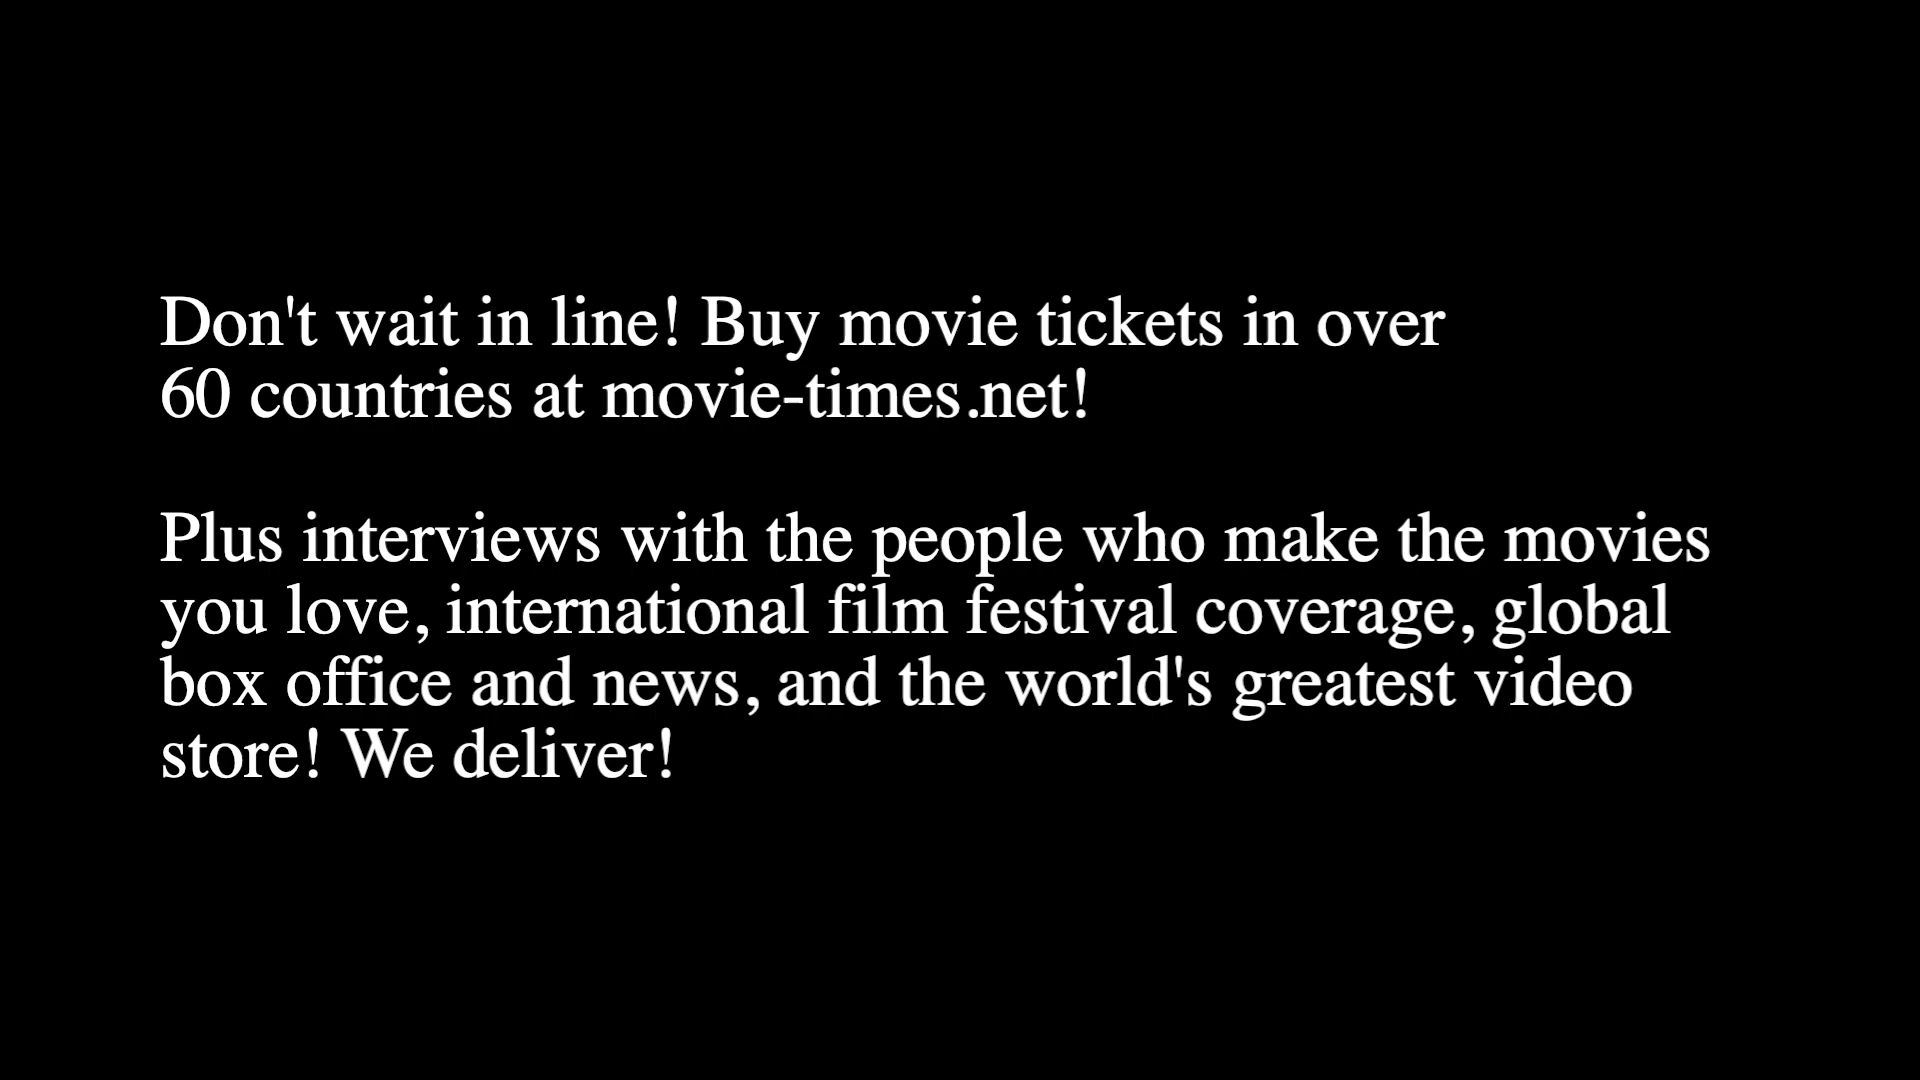 Don't wait in line! Buy movie tickets in over
60 countries at movie-times.net!
Plus interviews with the people who make the movies
you love, international film festival coverage, global
box office and news, and the world's greatest video
store! We deliver!